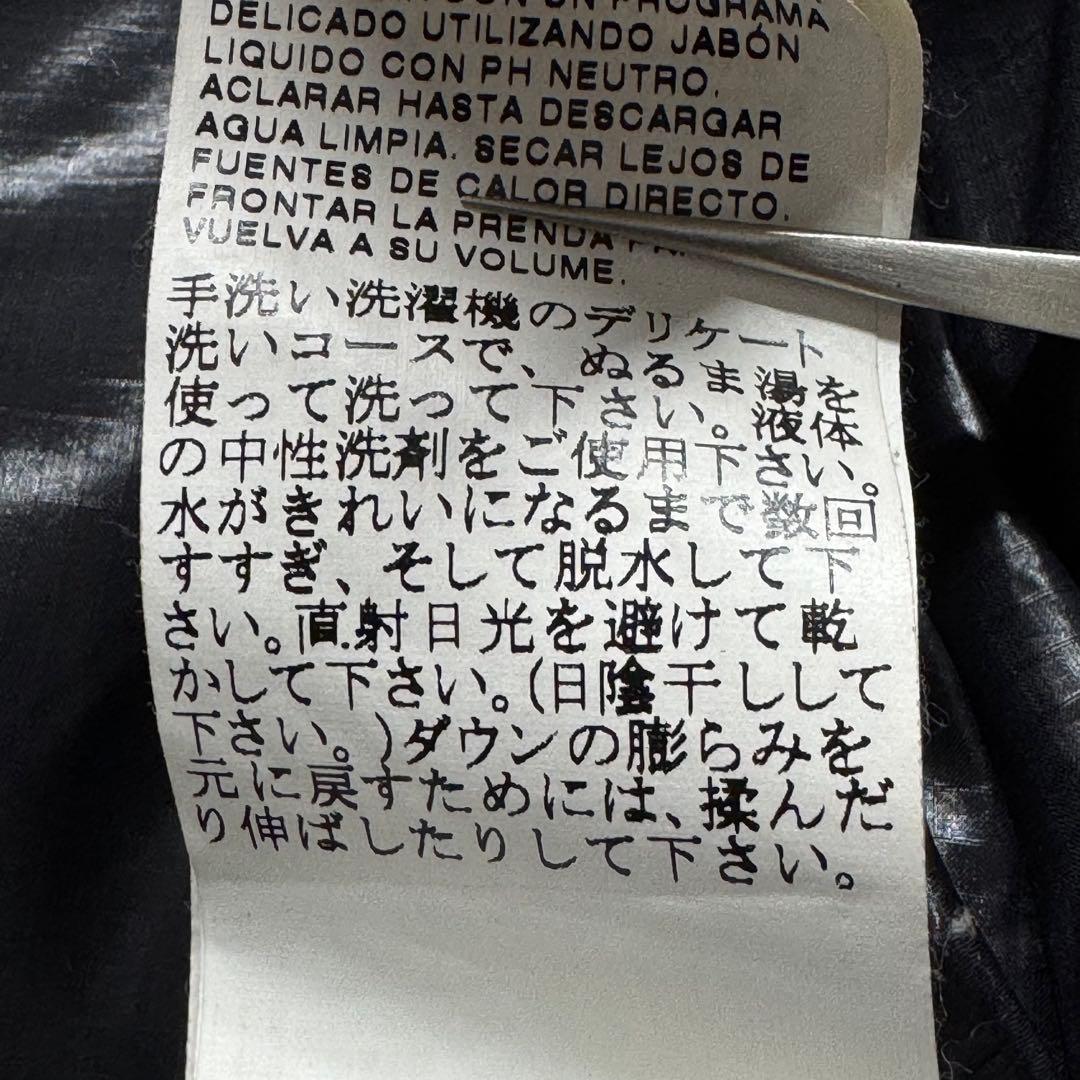 UN PROGRAMA
DELICADO UTILIZANDO JABÓN
LIQUIDO CON PH NEUTRO.
ACLARAR HASTA DESCARGAR
AGUA LIMPIA. SECAR LEJOS DE
FUENTES DE CALOR DIRECTO.
FRONTAR LA PRENDA
VUELVA A SU VOLUME.
手洗い洗濯機のデリケート
洗いコースで、ぬるま湯を
使って洗って下さい。液体
の中性洗剤をご使用下さい。
水がきれいになるまで数回
すすぎ、そして脱水して下
さい。直射日光を避けて乾
かして下さい。(日陰干しして
下さい。)ダウンの膨らみを
元に戻すためには、揉んだ
り伸ばしたりして下さい。